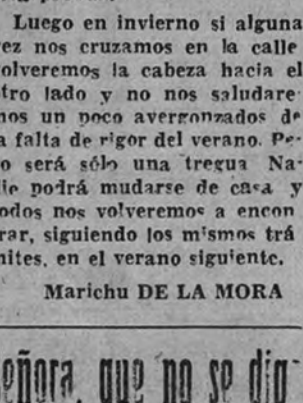 Luego en invierno si alguna
ez nos cruzamos en la calle
olveremos la cabeza hacia el
tro lado y no nos saludare
nos un poco avergonzados de
a falta de rigor del verano. Pe-
o será sólo una tregua Na-
die podrá mudarse de casa y
odos nos volveremos a encon
rar, siguiendo los mismos trá
nites, en el verano siguiente.
Marichu DE LA MORA
eñora, que no se dig-